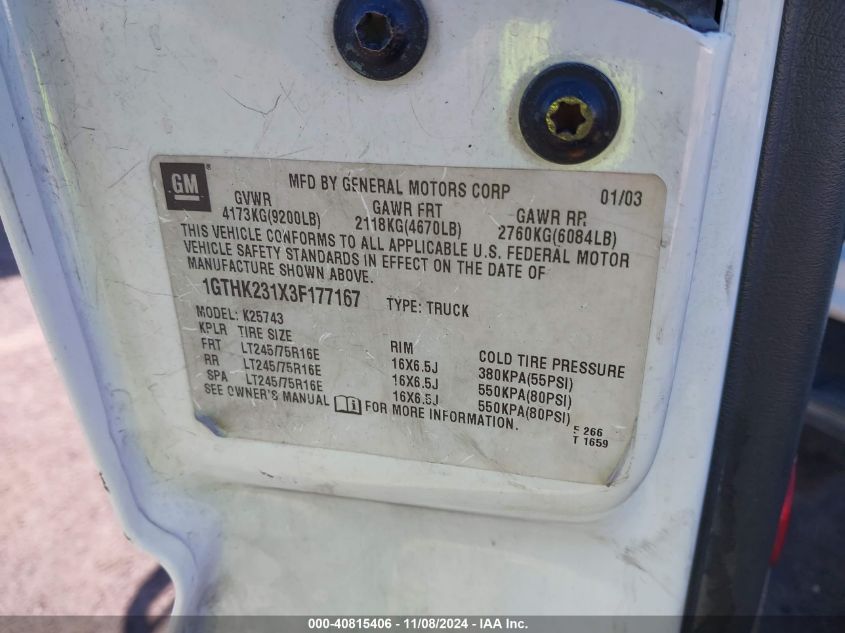 GM ®
MFD BY GENERAL MOTORS CORP 01/03
GVWR GAWR FRT GAWR RR
4173KG(9200LB) 2118KG(4670LB) 2760KG(6084LB)
THIS VEHICLE CONFORMS TO ALL APPLICABLE U.S. FEDERAL MOTOR
VEHICLE SAFETY STANDARDS IN EFFECT ON THE DATE OF
MANUFACTURE SHOWN ABOVE.
1GTHK231X3F177167 TYPE: TRUCK
MODEL: K25743
KPLR TIRE SIZE RIM COLD TIRE PRESSURE
FRT LT245/75R16E 16X6.5J 380KPA(55PSI)
RR LT245/75R16E 16X6.5J 550KPA(80PSI)
SPA LT245/75R16E 16X6.5J 550KPA(80PSI)
SEE OWNER'S MANUAL FOR MORE INFORMATION.
266
T 1659
000-40815406 - 11/08/2024 - IAA Inc.